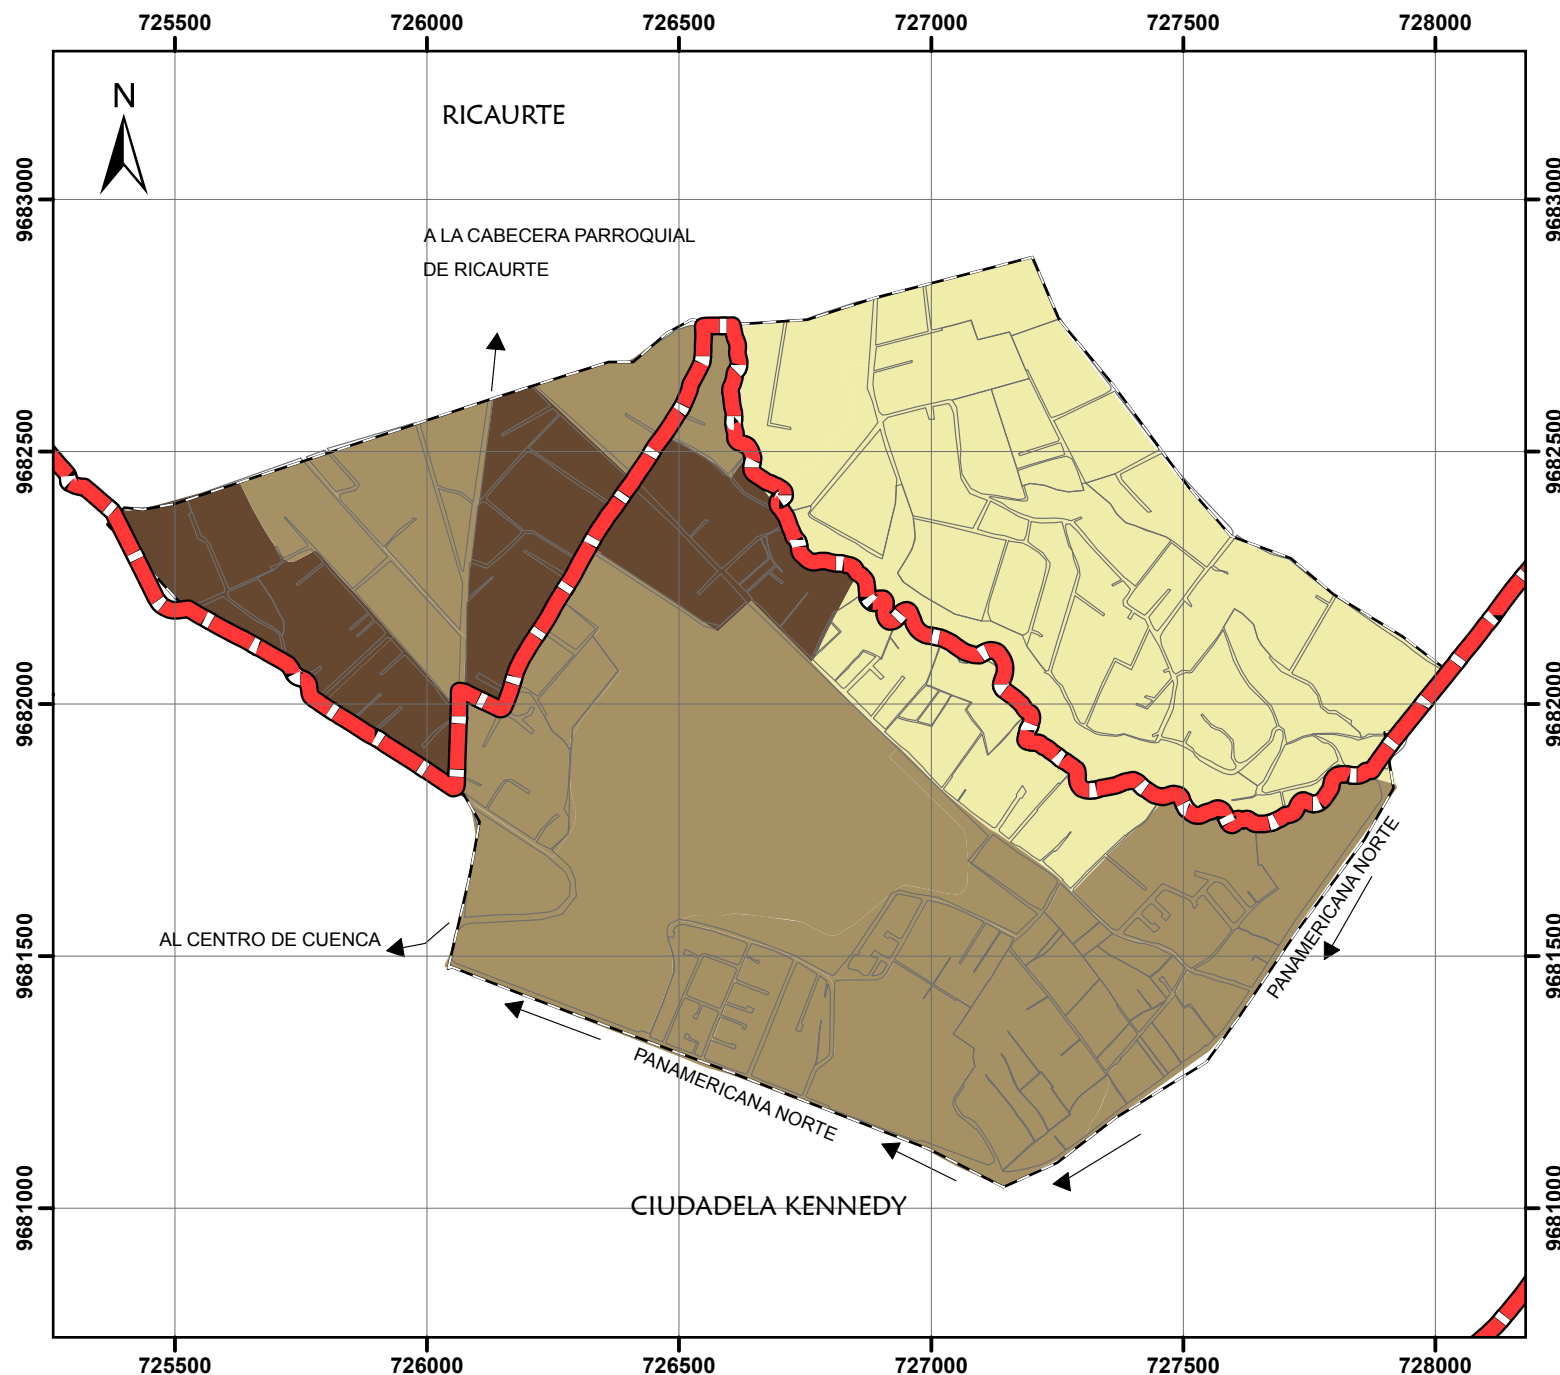 725500 726000 726500 727000 727500 728000
N
RICAURTE
9683000 9683000
A LA CABECERA PARROQUIAL
DE RICAURTE
9682500 9682500
9682000 9682000
PANAMERICANA NORTE
AL CENTRO DE CUENCA
9681500 9681500
PANAMERICANA NORTE
CIUDADELA KENNEDY
9681000 9681000
725500 726000 726500 727000 727500 728000